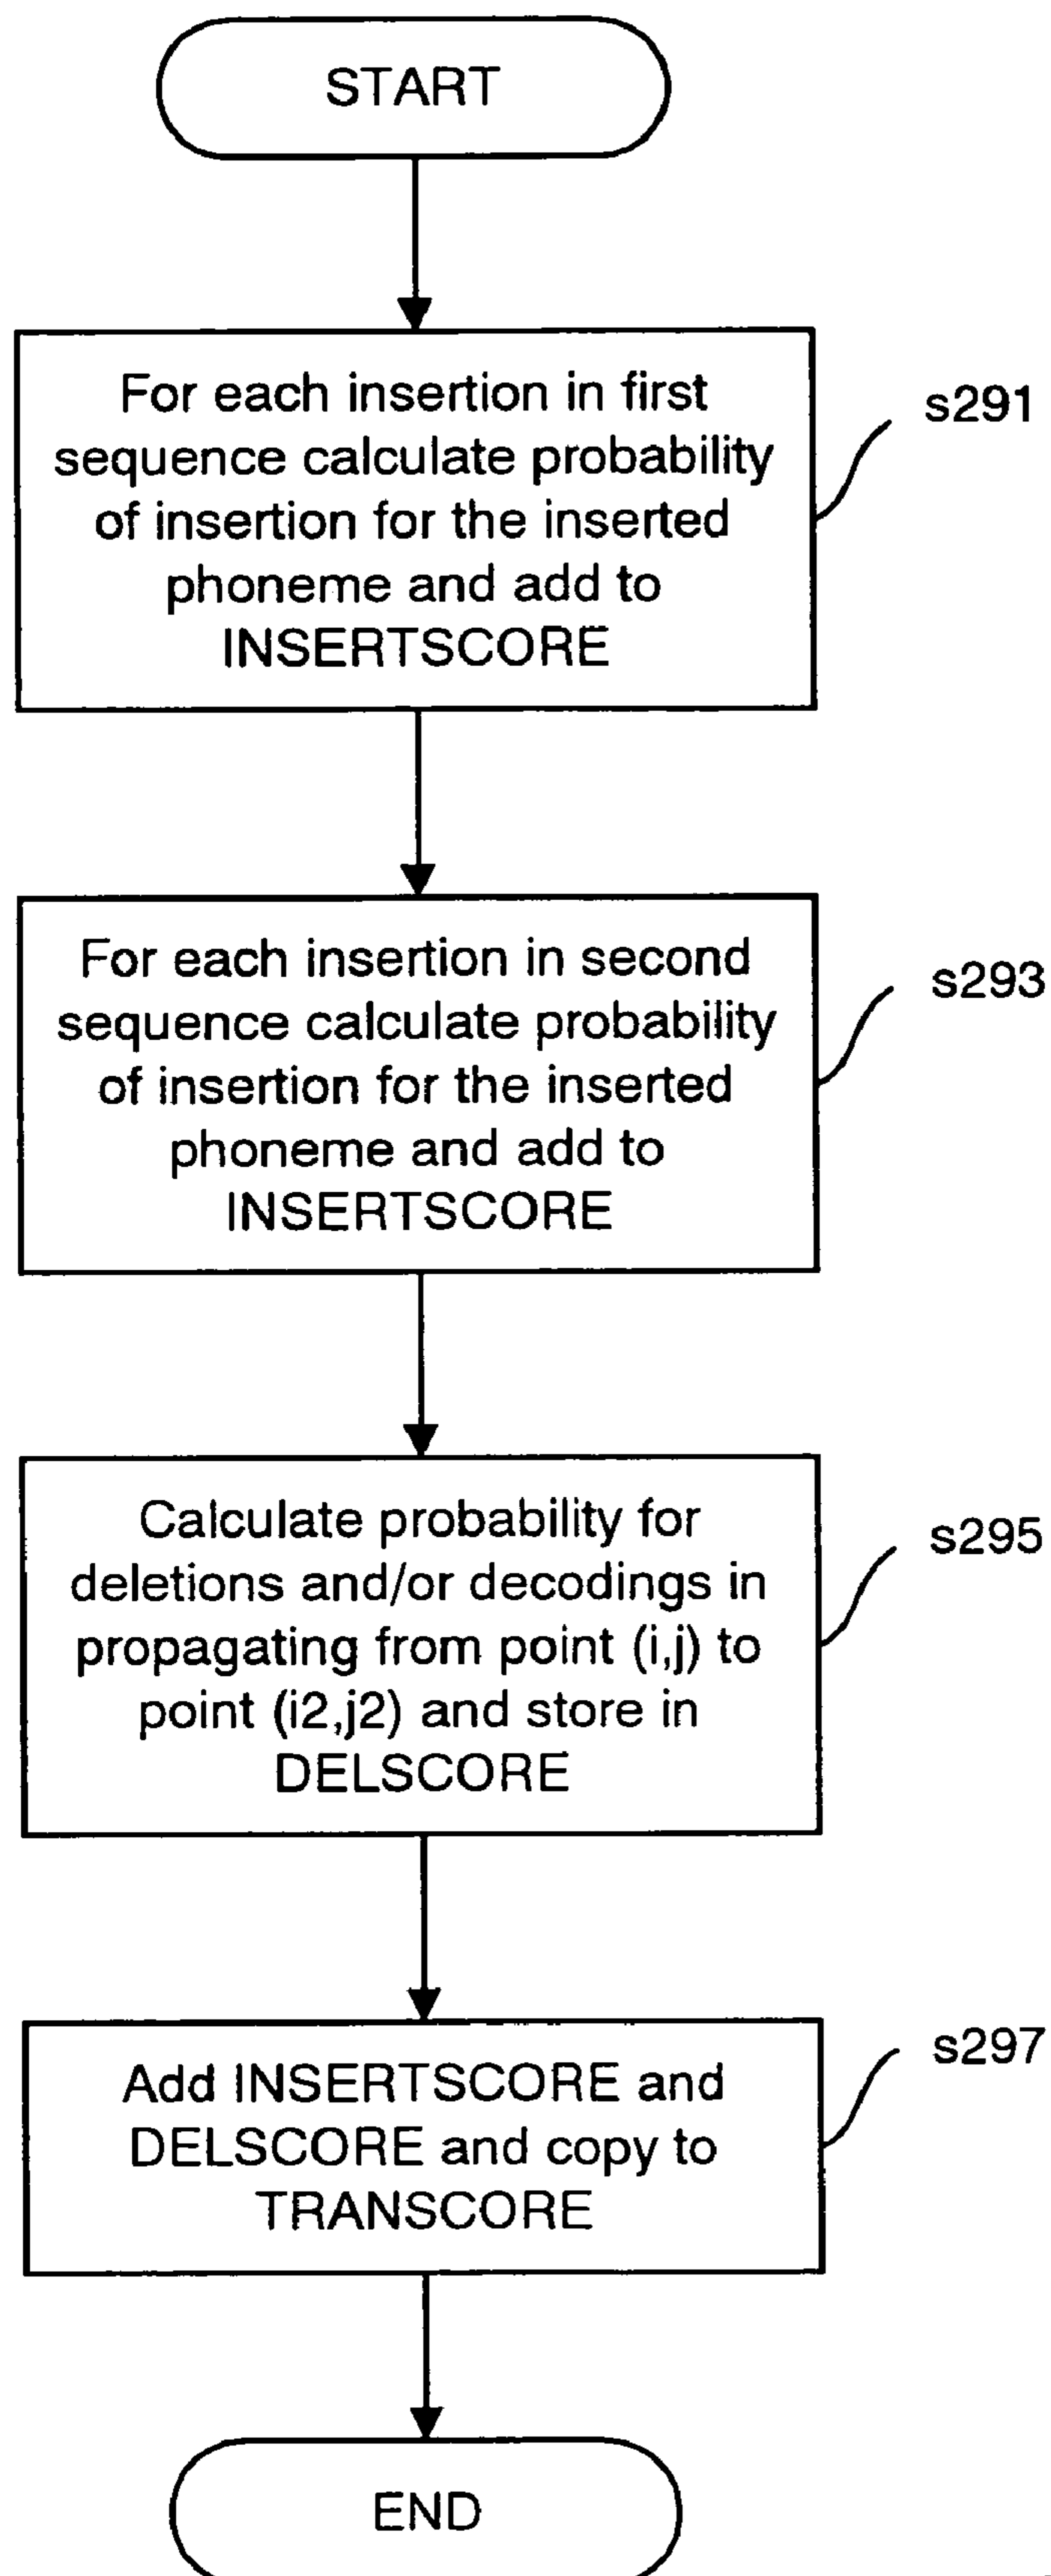 START
For each insertion in first
sequence calculate probability
of insertion for the inserted
phoneme and add to
INSERTSCORE
s291
For each insertion in second
sequence calculate probability
of insertion for the inserted
phoneme and add to
INSERTSCORE
s293
Calculate probability for
deletions and/or decodings in
propagating from point (i,j) to
point (i2,j2) and store in
DELSCORE
s295
Add INSERTSCORE and
DELSCORE and copy to
TRANSCORE
s297
END